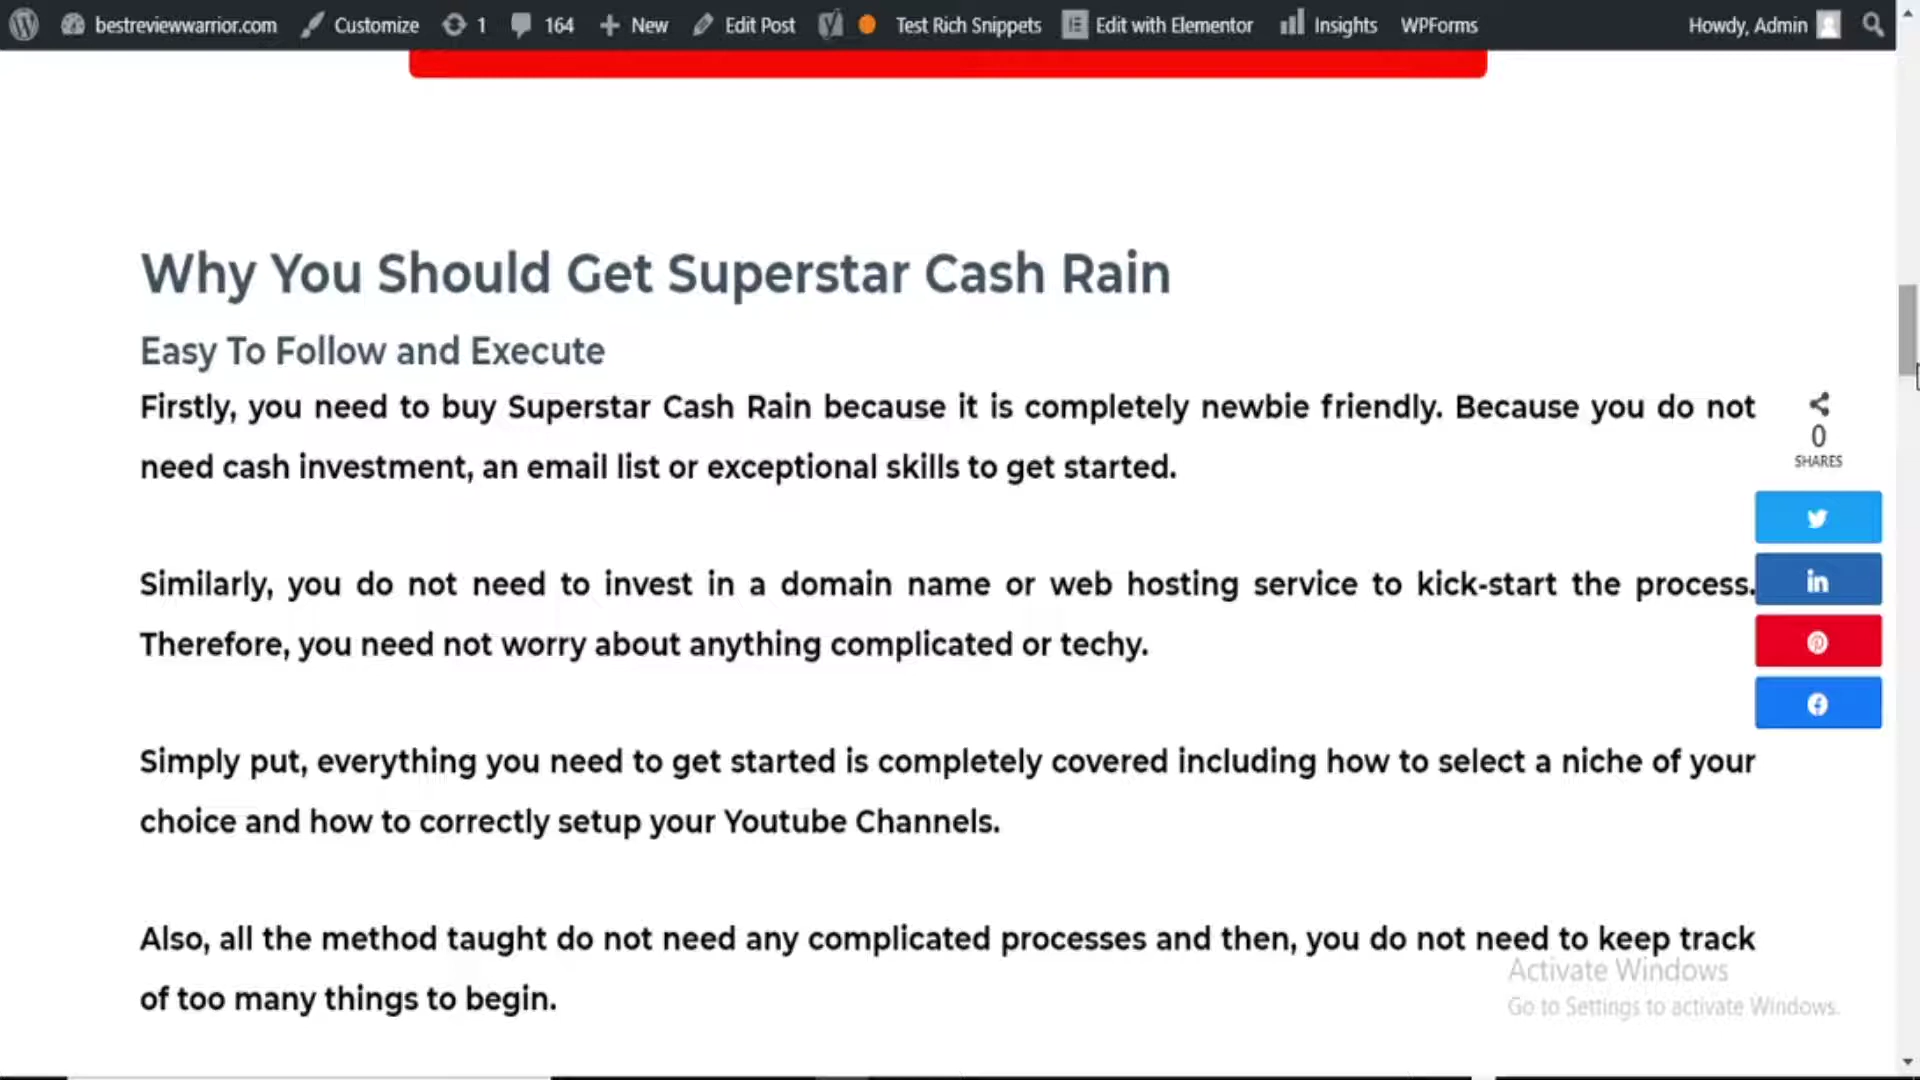 bestreviewwarrior.com Customize 1 164 New Edit Post Test Rich Snippets Edit with Elementor Insights WPForms Howdy, Admin
Why You Should Get Superstar Cash Rain
Easy To Follow and Execute
Firstly, you need to buy Superstar Cash Rain because it is completely newbie friendly. Because you do not
need cash investment, an email list or exceptional skills to get started.
0
SHARES
Similarly, you do not need to invest in a domain name or web hosting service to kick-start the process.
Therefore, you need not worry about anything complicated or techy.
Simply put, everything you need to get started is completely covered including how to select a niche of your
choice and how to correctly setup your Youtube Channels.
Also, all the method taught do not need any complicated processes and then, you do not need to keep track
of too many things to begin.
Activate Windows
Go to Settings to activate Windows.